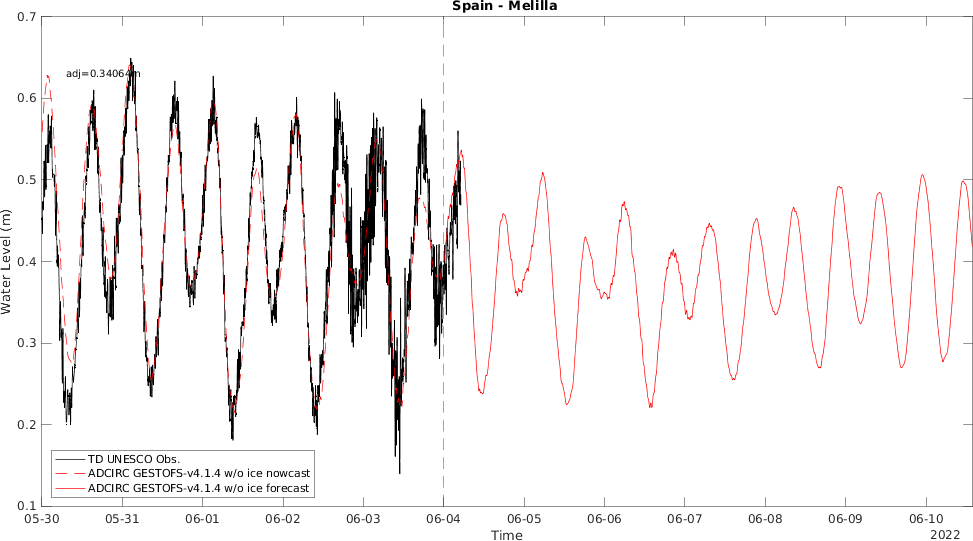 Spain - Melilla
0.7
0.6
0.5
0.4
0.3
0.2
0.1
Water Level (m)
adj=0.34064m
TD UNESCO Obs.
ADCIRC GESTOFS-v4.1.4 w/o ice nowcast
ADCIRC GESTOFS-v4.1.4 w/o ice forecast
05-30 05-31 06-01 06-02 06-03 06-04 06-05 06-06 06-07 06-08 06-09 06-10
Time
2022